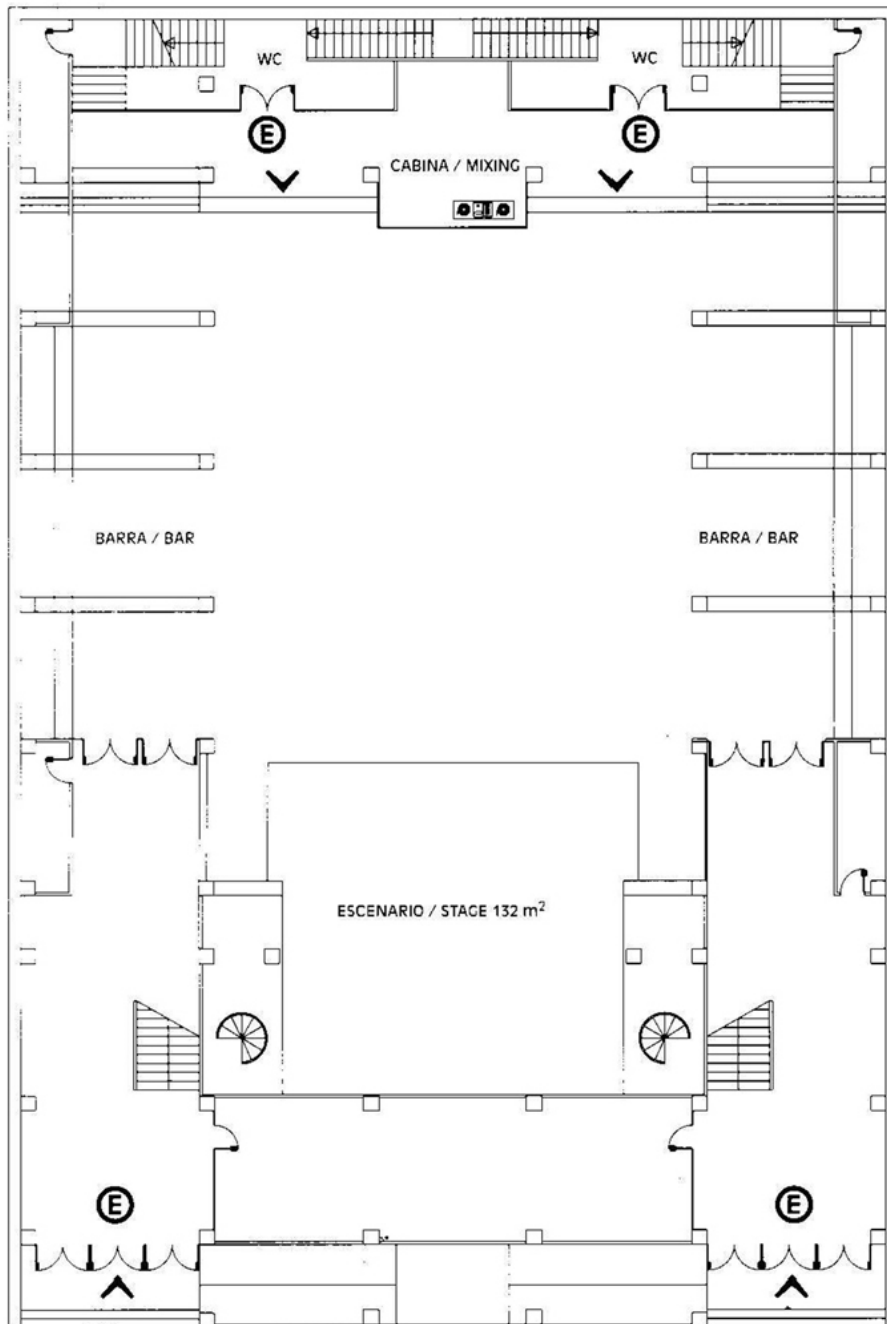 WC
WC
E
E
CABINA / MIXING
BARRA / BAR
BARRA / BAR
ESCENARIO / STAGE 132 m²
E
E